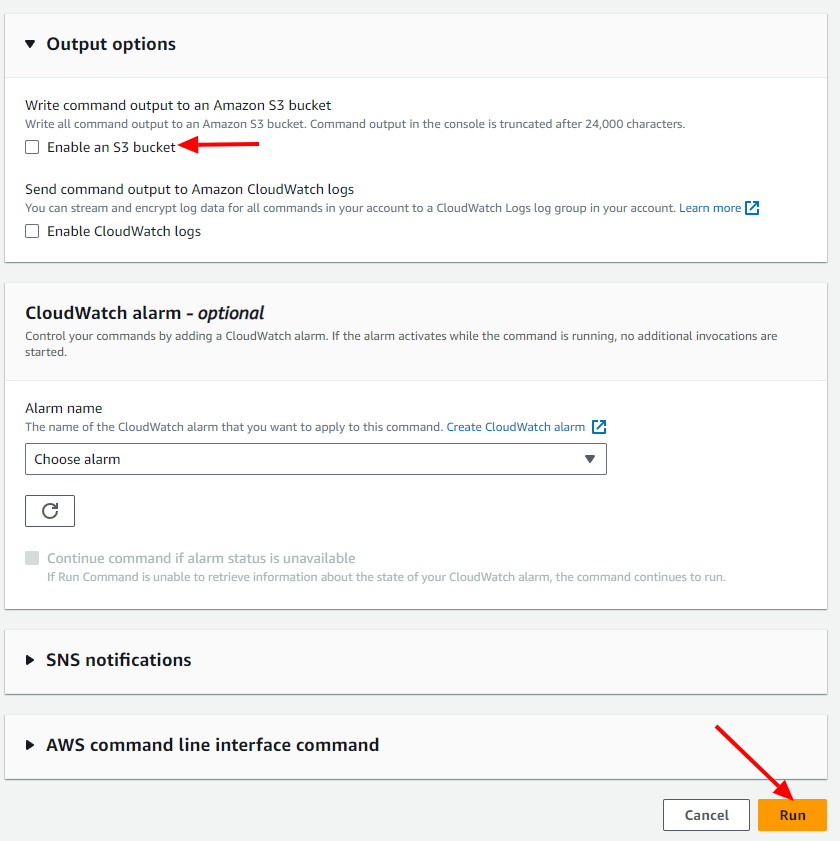 Output options
Write command output to an Amazon S3 bucket
Write all command output to an Amazon S3 bucket. Command output in the console is truncated after 24,000 characters.
Enable an S3 bucket
Send command output to Amazon CloudWatch logs
You can stream and encrypt log data for all commands in your account to a CloudWatch Logs log group in your account. Learn more
Enable CloudWatch logs
CloudWatch alarm - optional
Control your commands by adding a CloudWatch alarm. If the alarm activates while the command is running, no additional invocations are
started.
Alarm name
The name of the CloudWatch alarm that you want to apply to this command. Create CloudWatch alarm
Choose alarm
Continue command if alarm status is unavailable
If Run Command is unable to retrieve information about the state of your CloudWatch alarm, the command continues to run.
SNS notifications
AWS command line interface command
Cancel Run